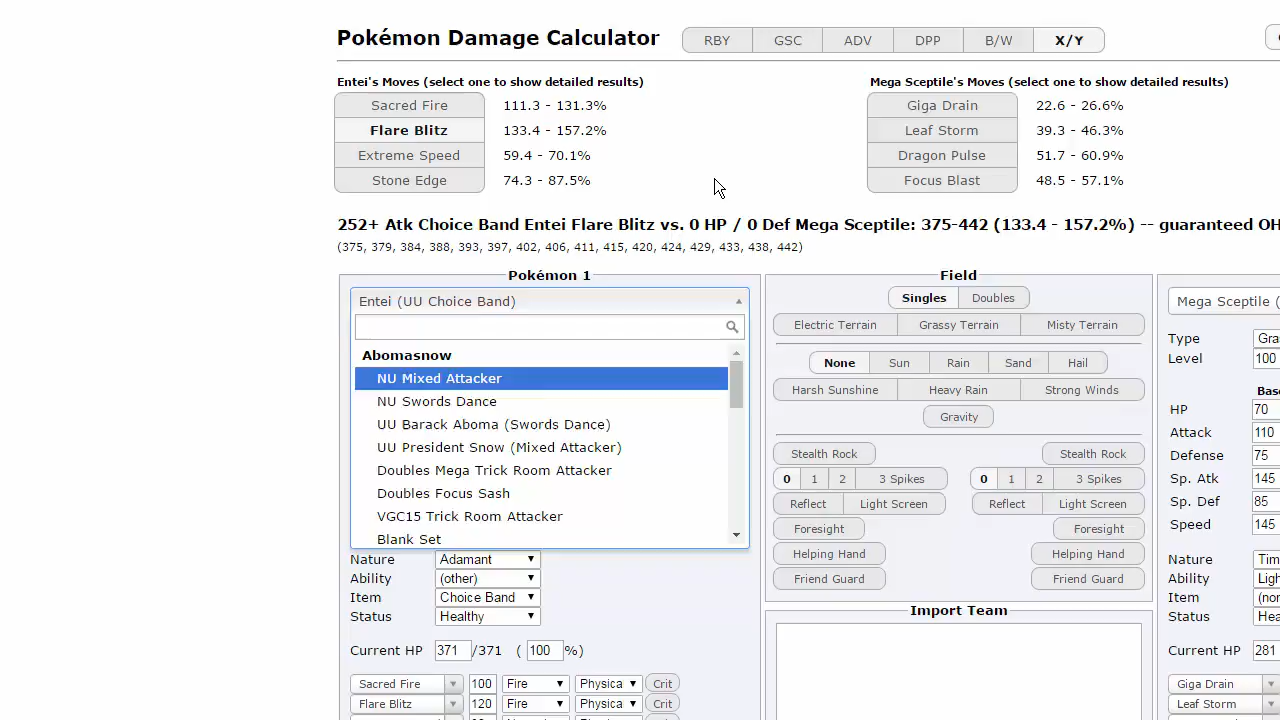 Pokémon Damage Calculator RBY GSC ADV DPP B/W X/Y
Entei's Moves (select one to show detailed results)
Sacred Fire 111.3 - 131.3%
Flare Blitz 133.4 - 157.2%
Extreme Speed 59.4 - 70.1%
Stone Edge 74.3 - 87.5%
Mega Sceptile's Moves (select one to show detailed results)
Giga Drain 22.6 - 26.6%
Leaf Storm 39.3 - 46.3%
Dragon Pulse 51.7 - 60.9%
Focus Blast 48.5 - 57.1%
252+ Atk Choice Band Entei Flare Blitz vs. 0 HP / 0 Def Mega Sceptile: 375-442 (133.4 - 157.2%) -- guaranteed OH
(375, 379, 384, 388, 393, 397, 402, 406, 411, 415, 420, 424, 429, 433, 438, 442)
Pokémon 1
Entei (UU Choice Band)
Abomasnow
NU Mixed Attacker
NU Swords Dance
UU Barack Aboma (Swords Dance)
UU President Snow (Mixed Attacker)
Doubles Mega Trick Room Attacker
Doubles Focus Sash
VGC15 Trick Room Attacker
Blank Set
Nature Adamant
Ability (other)
Item Choice Band
Status Healthy
Current HP 371 /371 ( 100 %)
Sacred Fire 100 Fire Physica Crit
Flare Blitz 120 Fire Physica Crit
Field
Singles Doubles
Electric Terrain Grassy Terrain Misty Terrain
None Sun Rain Sand Hail
Harsh Sunshine Heavy Rain Strong Winds
Gravity
Stealth Rock Stealth Rock
0 1 2 3 Spikes 0 1 2 3 Spikes
Reflect Light Screen Reflect Light Screen
Foresight Foresight
Helping Hand Helping Hand
Friend Guard Friend Guard
Import Team
Mega Sceptile (
Type Gra
Level 100
Bas
HP 70
Attack 110
Defense 75
Sp. Atk 145
Sp. Def 85
Speed 145
Nature Tim
Ability Ligh
Item (nor
Status Hea
Current HP 281
Giga Drain
Leaf Storm